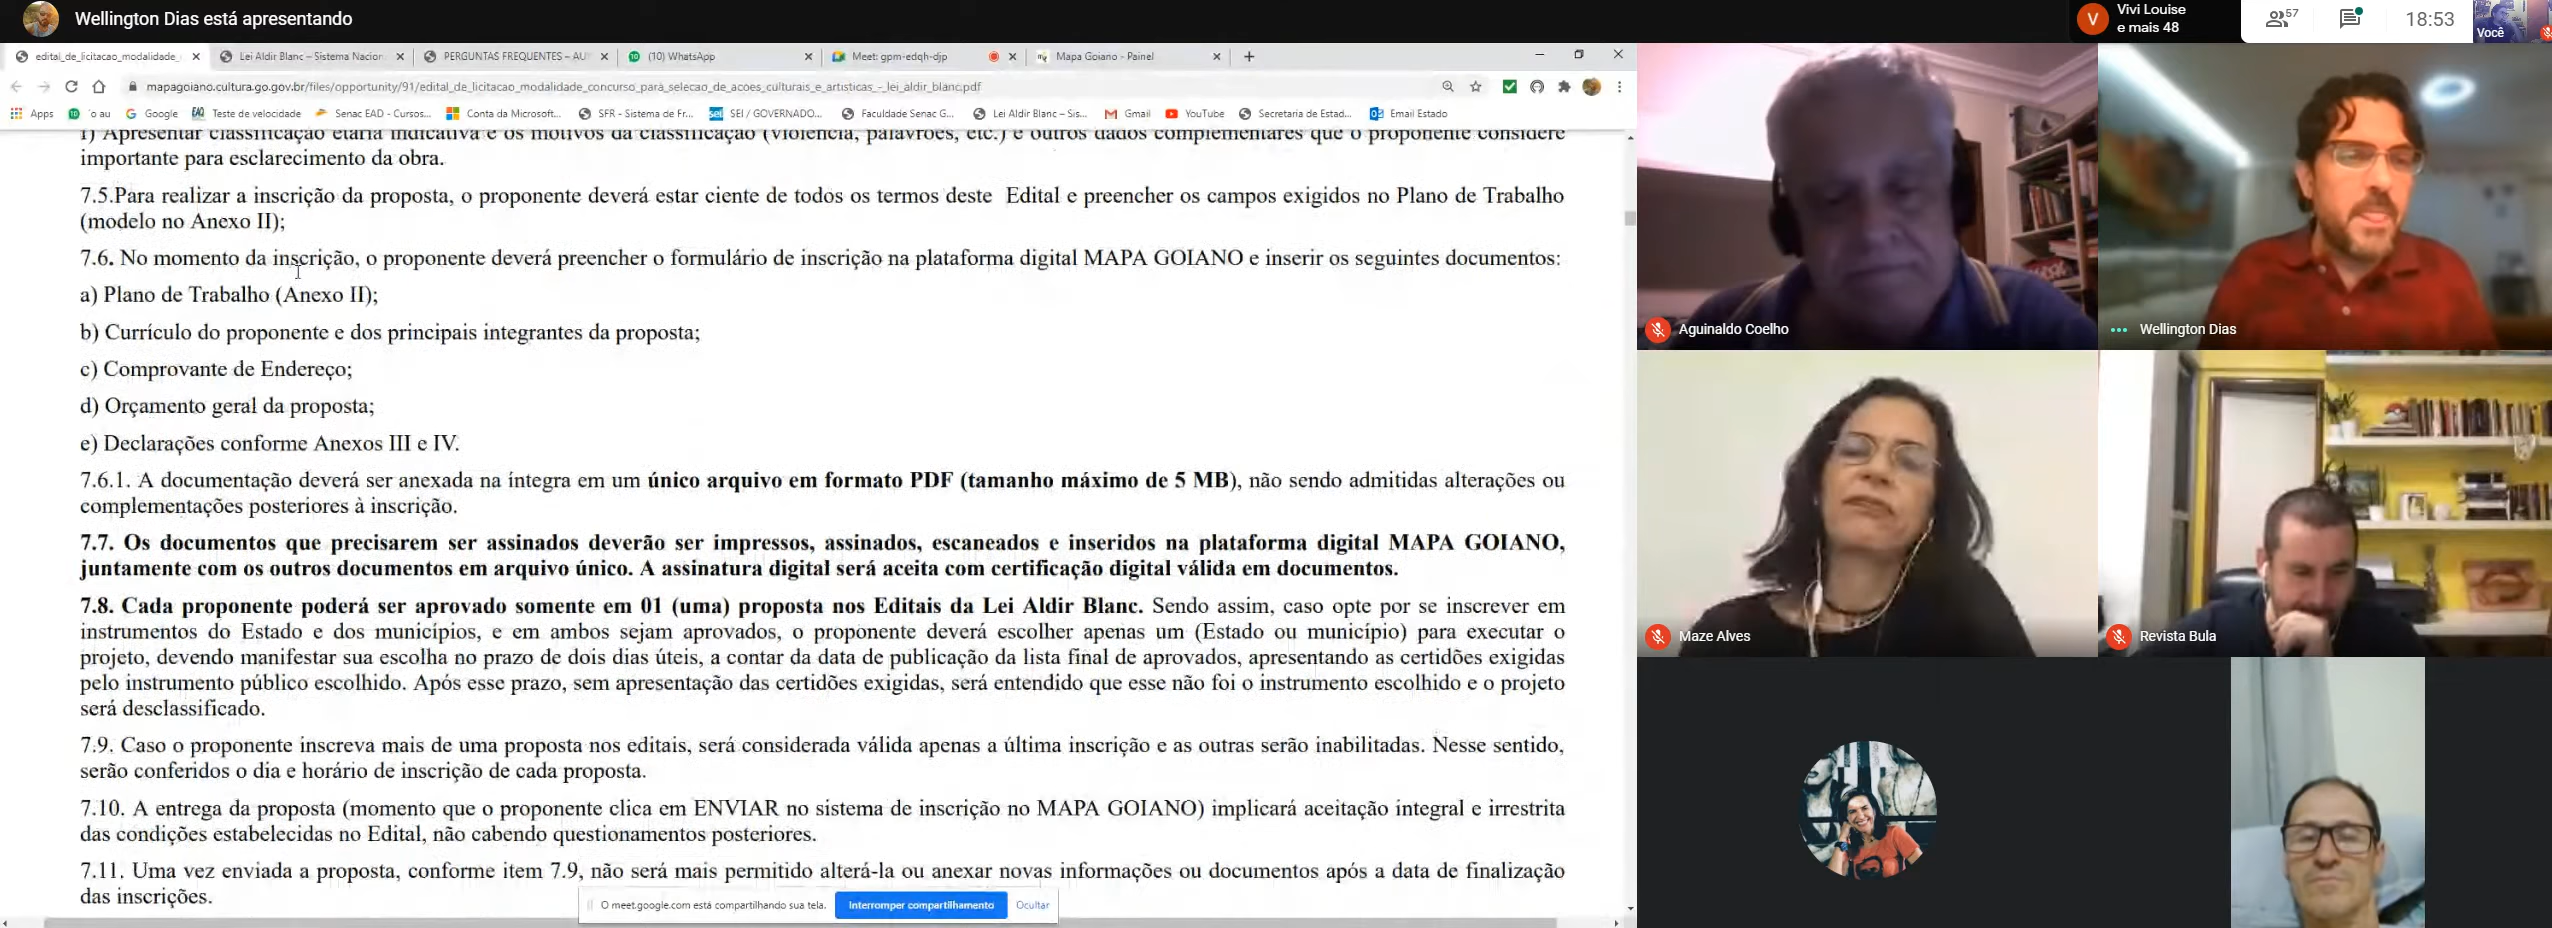 Wellington Dias está apresentando
V
Vivi Louise
e mais 48
57
18:53
Você
edital_de_licitacao_modalidade_
Lei Aldir Blanc – Sistema Nacion
PERGUNTAS FREQUENTES – AU
(10) WhatsApp
Meet: gpm-edqh-djp
Mapa Goiano - Painel
mapagoiano.cultura.go.gov.br/files/opportunity/91/edital_de_licitacao_modalidade_concurso_para_selecao_de_acoes_culturais_e_artisticas_-_lei_aldir_blanc.pdf
Apps
Google
Teste de velocidade
Senac EAD - Cursos...
Conta da Microsoft...
SFR - Sistema de Fr...
SEI / GOVERNADO...
Faculdade Senac G...
Lei Aldir Blanc – Sis...
Gmail
YouTube
Secretaria de Estad...
Email Estado
f) Apresentar classificação etária indicativa e os motivos da classificação (violência, palavrões, etc.) e outros dados complementares que o proponente considere
importante para esclarecimento da obra.
7.5.Para realizar a inscrição da proposta, o proponente deverá estar ciente de todos os termos deste Edital e preencher os campos exigidos no Plano de Trabalho
(modelo no Anexo II);
7.6. No momento da inscrição, o proponente deverá preencher o formulário de inscrição na plataforma digital MAPA GOIANO e inserir os seguintes documentos:
a) Plano de Trabalho (Anexo II);
b) Currículo do proponente e dos principais integrantes da proposta;
c) Comprovante de Endereço;
d) Orçamento geral da proposta;
e) Declarações conforme Anexos III e IV.
7.6.1. A documentação deverá ser anexada na íntegra em um único arquivo em formato PDF (tamanho máximo de 5 MB), não sendo admitidas alterações ou
complementações posteriores à inscrição.
7.7. Os documentos que precisarem ser assinados deverão ser impressos, assinados, escaneados e inseridos na plataforma digital MAPA GOIANO,
juntamente com os outros documentos em arquivo único. A assinatura digital será aceita com certificação digital válida em documentos.
7.8. Cada proponente poderá ser aprovado somente em 01 (uma) proposta nos Editais da Lei Aldir Blanc. Sendo assim, caso opte por se inscrever em
instrumentos do Estado e dos municípios, e em ambos sejam aprovados, o proponente deverá escolher apenas um (Estado ou município) para executar o
projeto, devendo manifestar sua escolha no prazo de dois dias úteis, a contar da data de publicação da lista final de aprovados, apresentando as certidões exigidas
pelo instrumento público escolhido. Após esse prazo, sem apresentação das certidões exigidas, será entendido que esse não foi o instrumento escolhido e o projeto
será desclassificado.
7.9. Caso o proponente inscreva mais de uma proposta nos editais, será considerada válida apenas a última inscrição e as outras serão inabilitadas. Nesse sentido,
serão conferidos o dia e horário de inscrição de cada proposta.
7.10. A entrega da proposta (momento que o proponente clica em ENVIAR no sistema de inscrição no MAPA GOIANO) implicará aceitação integral e irrestrita
das condições estabelecidas no Edital, não cabendo questionamentos posteriores.
7.11. Uma vez enviada a proposta, conforme item 7.9, não será mais permitido alterá-la ou anexar novas informações ou documentos após a data de finalização
das inscrições.
O meet.google.com está compartilhando sua tela.
Interromper compartilhamento
Ocultar
Aguinaldo Coelho
Wellington Dias
Maze Alves
Revista Bula